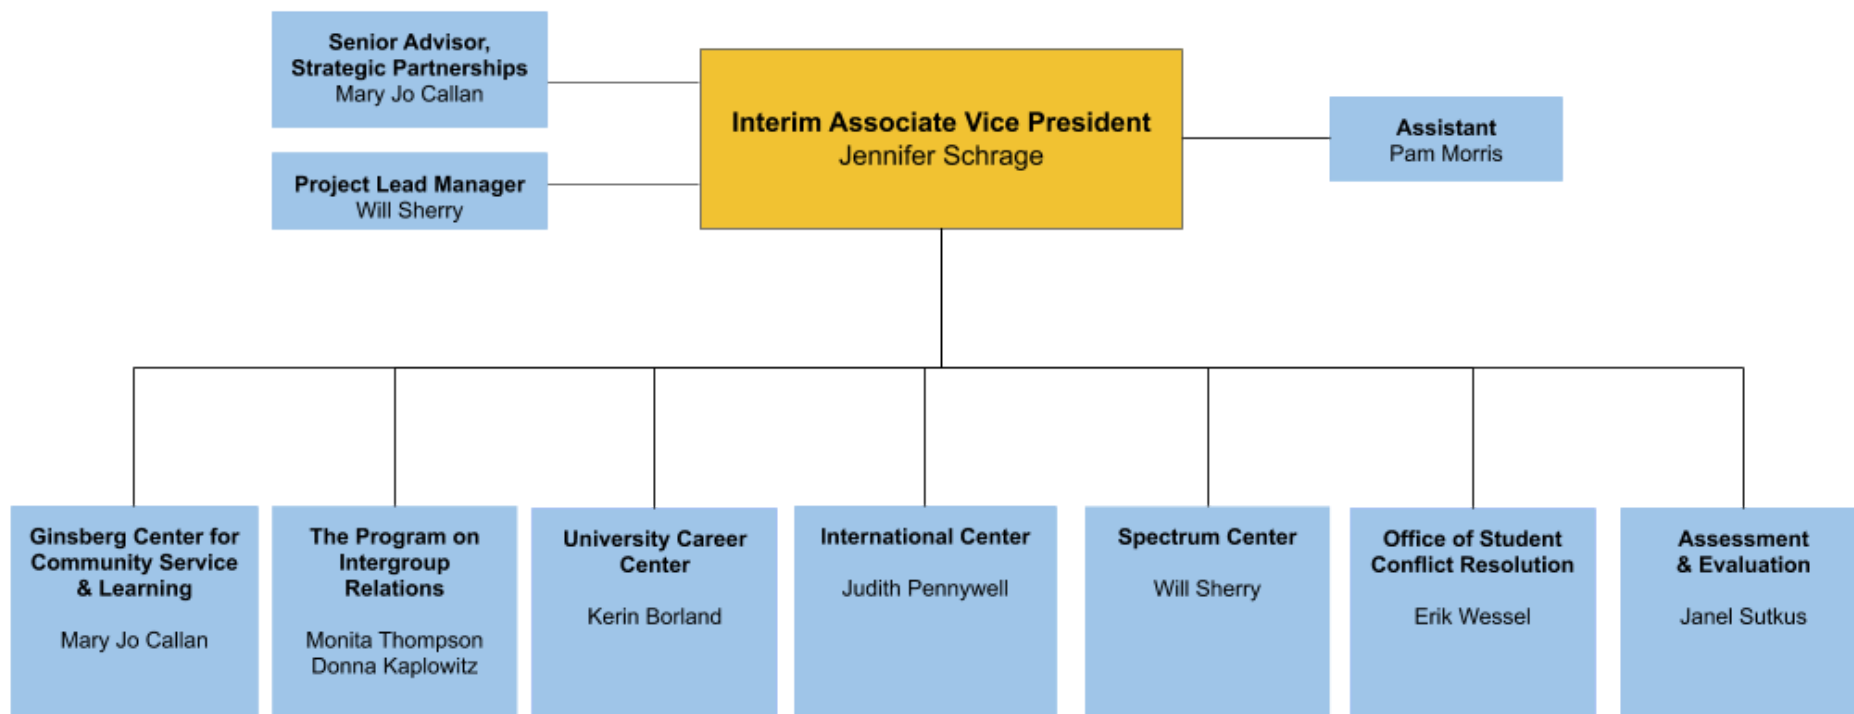 Senior Advisor,
Strategic Partnerships
Mary Jo Callan
Project Lead Manager
Will Sherry
Interim Associate Vice President
Jennifer Schrage
Assistant
Pam Morris
Ginsberg Center for
Community Service
& Learning
Mary Jo Callan
The Program on
Intergroup
Relations
Monita Thompson
Donna Kaplowitz
University Career
Center
Kerin Borland
International Center
Judith Pennywell
Spectrum Center
Will Sherry
Office of Student
Conflict Resolution
Erik Wessel
Assessment
& Evaluation
Janel Sutkus